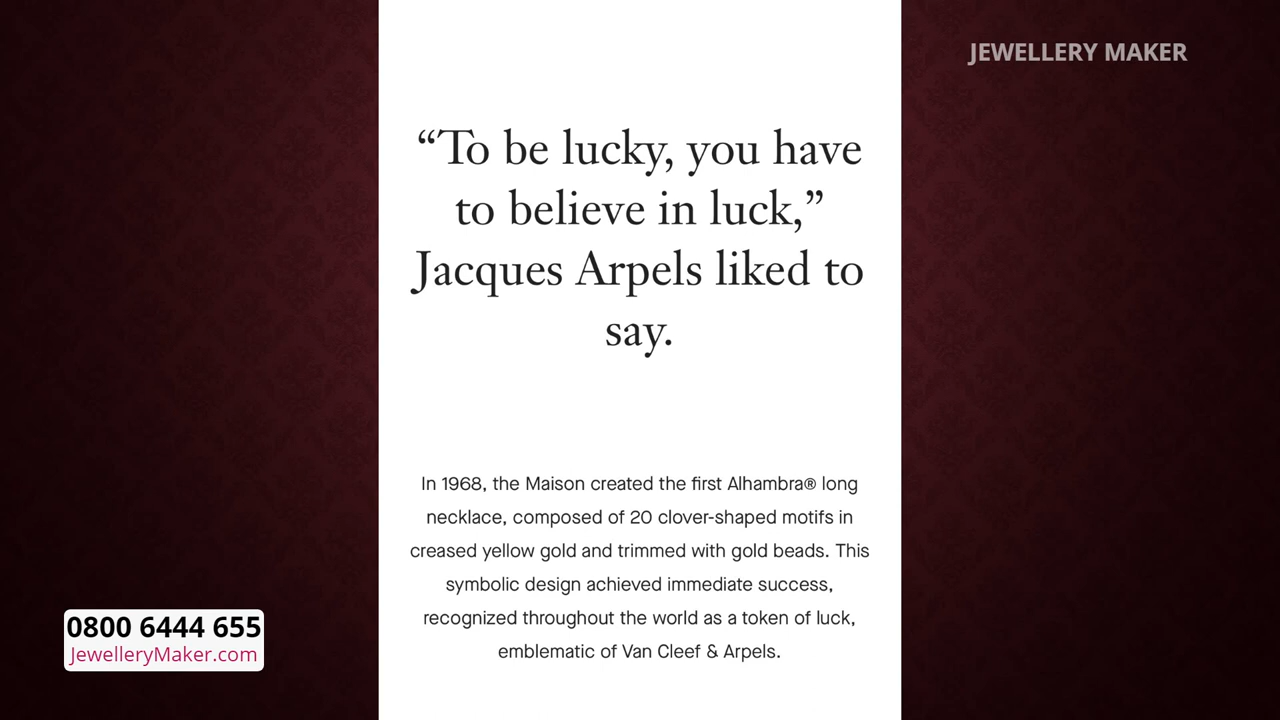 JEWELLERY MAKER
“To be lucky, you have
to believe in luck,”
Jacques Arpels liked to
say.
In 1968, the Maison created the first Alhambra® long
necklace, composed of 20 clover-shaped motifs in
creased yellow gold and trimmed with gold beads. This
symbolic design achieved immediate success,
recognized throughout the world as a token of luck,
emblematic of Van Cleef & Arpels.
0800 6444 655
JewelleryMaker.com